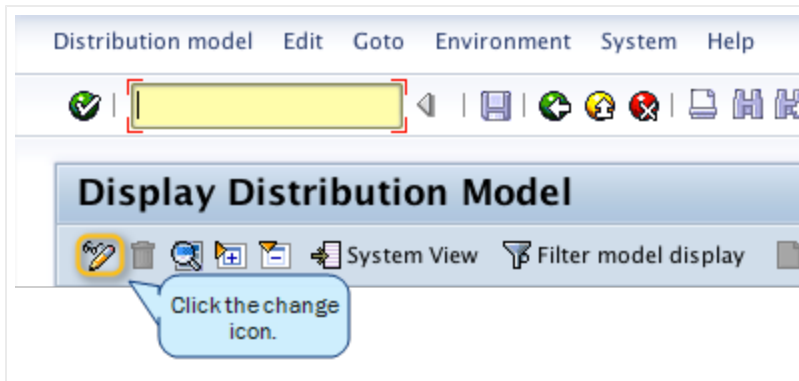 Distribution model Edit Goto Environment System Help
Display Distribution Model
System View Filter model display
Click the change
icon.